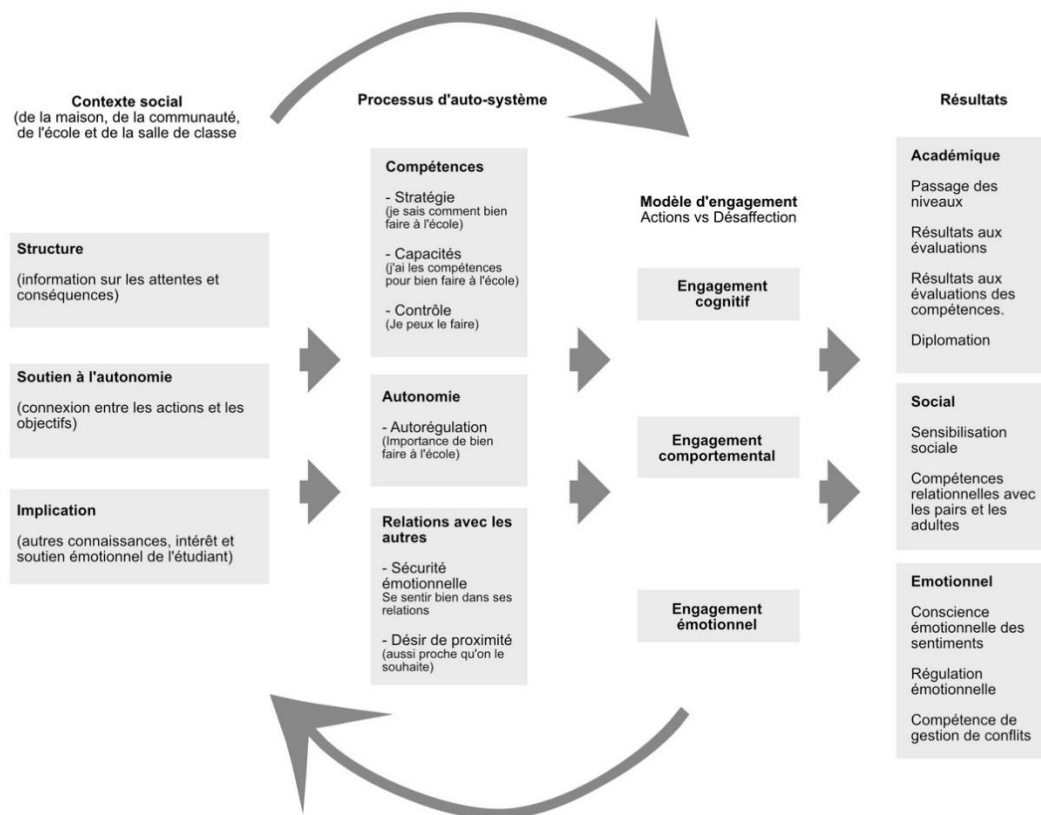 Contexte social
(de la maison, de la communauté,
de l'école et de la salle de classe
Structure
(information sur les attentes et
conséquences)
Soutien à l'autonomie
(connexion entre les actions et les
objectifs)
Implication
(autres connaissances, intérêt et
soutien émotionnel de l'étudiant)
Processus d'auto-système
Compétences
- Stratégie
(je sais comment bien
faire à l'école)
- Capacités
(j'ai les compétences
pour bien faire à l'école)
- Contrôle
(Je peux le faire)
Autonomie
- Autorégulation
(Importance de bien
faire à l'école)
Relations avec les
autres
- Sécurité
émotionnelle
Se sentir bien dans ses
relations
- Désir de proximité
(aussi proche qu'on le
souhaite)
Modèle d'engagement
Actions vs Désaffection
Engagement
cognitif
Engagement
comportemental
Engagement
émotionnel
Résultats
Académique
Passage des
niveaux
Résultats aux
évaluations
Résultats aux
évaluations des
compétences.
Diplomation
Social
Sensibilisation
sociale
Compétences
relationnelles avec
les pairs et les
adultes
Emotionnel
Conscience
émotionnelle des
sentiments
Régulation
émotionnelle
Compétence de
gestion de conflits